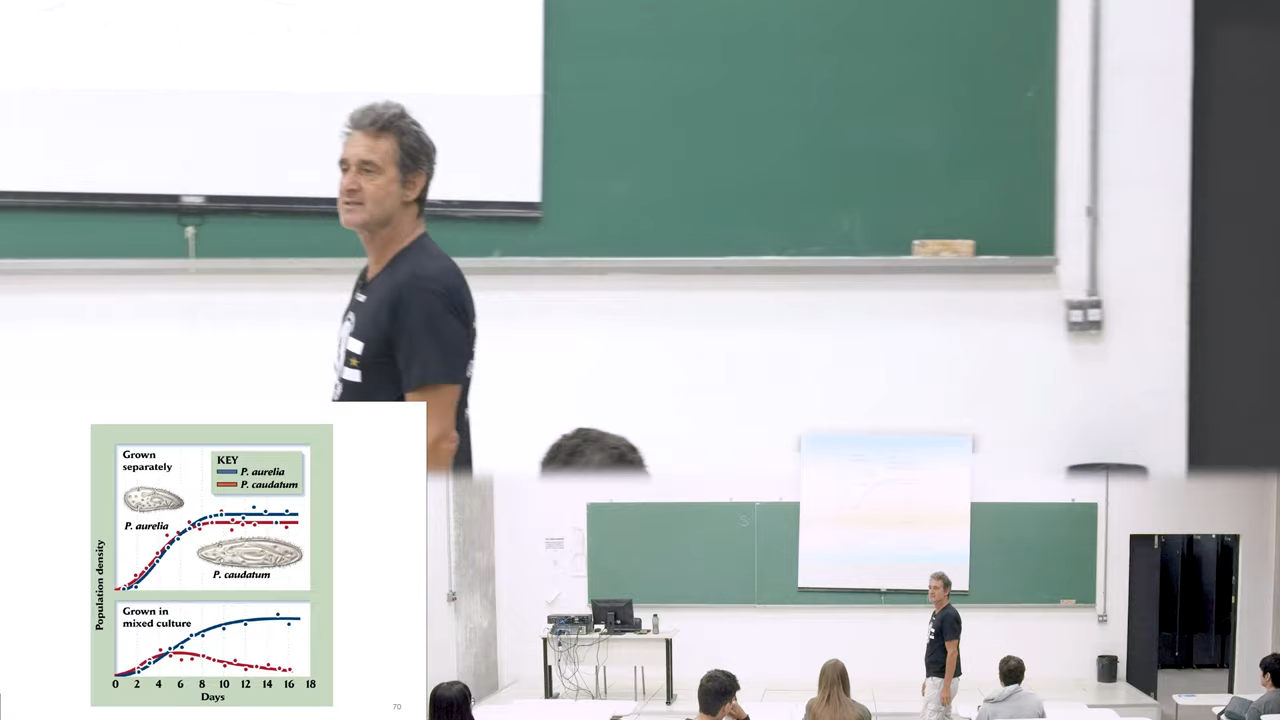 Grown
separately
KEY
P. aurelia
P. caudatum
P. aurelia
P. caudatum
Population density
Grown in
mixed culture
0 2 4 6 8 10 12 14 16 18
Days
70